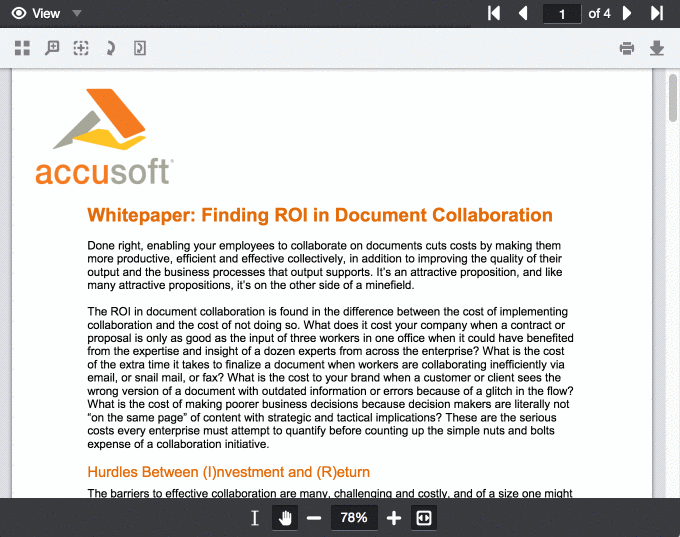 View
1 of 4
accusoft
Whitepaper: Finding ROI in Document Collaboration
Done right, enabling your employees to collaborate on documents cuts costs by making them
more productive, efficient and effective collectively, in addition to improving the quality of their
output and the business processes that output supports. It's an attractive proposition, and like
many attractive propositions, it's on the other side of a minefield.
The ROI in document collaboration is found in the difference between the cost of implementing
collaboration and the cost of not doing so. What does it cost your company when a contract or
proposal is only as good as the input of three workers in one office when it could have benefited
from the expertise and insight of a dozen experts from across the enterprise? What is the cost
of the extra time it takes to finalize a document when workers are collaborating inefficiently via
email, or snail mail, or fax? What is the cost to your brand when a customer or client sees the
wrong version of a document with outdated information or errors because of a glitch in the flow?
What is the cost of making poorer business decisions because decision makers are literally not
“on the same page” of content with strategic and tactical implications? These are the serious
costs every enterprise must attempt to quantify before counting up the simple nuts and bolts
expense of a collaboration initiative.
Hurdles Between (I)nvestment and (R)eturn
The barriers to effective collaboration are many, challenging and costly, and of a size one might
78%